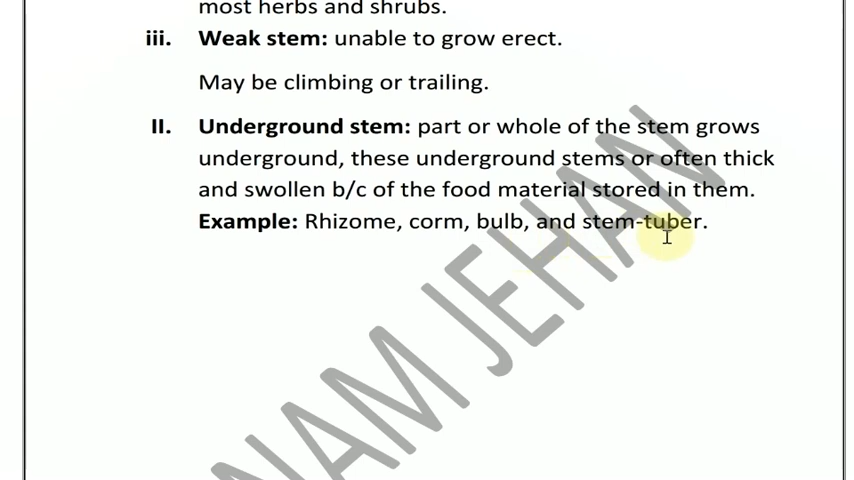 most herbs and shrubs.
iii. Weak stem: unable to grow erect.
May be climbing or trailing.
II. Underground stem: part or whole of the stem grows
underground, these underground stems or often thick
and swollen b/c of the food material stored in them.
Example: Rhizome, corm, bulb, and stem-tuber.
NAM JEHAN